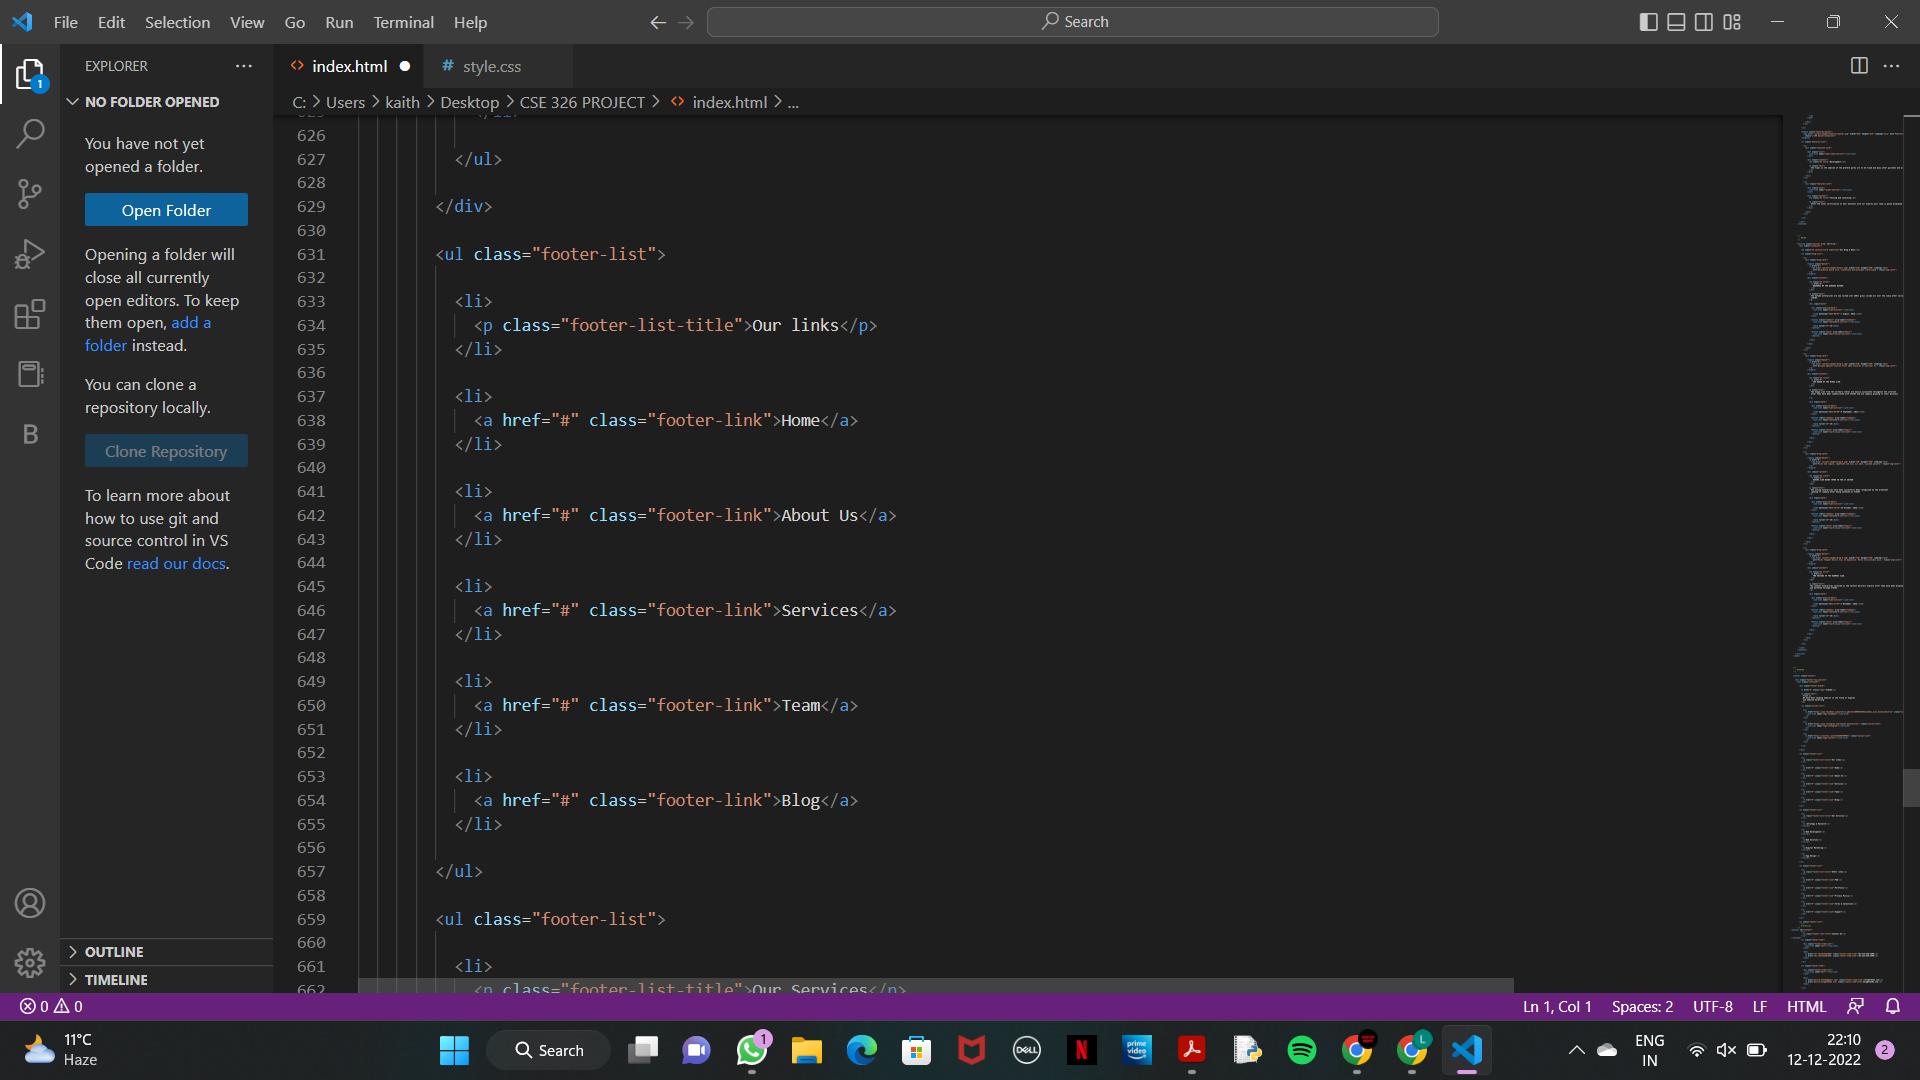 File Edit Selection View Go Run Terminal Help
Search
EXPLORER
index.html
style.css
NO FOLDER OPENED
C: > Users > kaith > Desktop > CSE 326 PROJECT > index.html > ...
You have not yet
opened a folder.
Open Folder
Opening a folder will
close all currently
open editors. To keep
them open, add a
folder instead.
You can clone a
repository locally.
Clone Repository
To learn more about
how to use git and
source control in VS
Code read our docs.
OUTLINE
TIMELINE
626
627 </ul>
628
629 </div>
630
631 <ul class="footer-list">
632
633 <li>
634 <p class="footer-list-title">Our links</p>
635 </li>
636
637 <li>
638 <a href="#" class="footer-link">Home</a>
639 </li>
640
641 <li>
642 <a href="#" class="footer-link">About Us</a>
643 </li>
644
645 <li>
646 <a href="#" class="footer-link">Services</a>
647 </li>
648
649 <li>
650 <a href="#" class="footer-link">Team</a>
651 </li>
652
653 <li>
654 <a href="#" class="footer-link">Blog</a>
655 </li>
656
657 </ul>
658
659 <ul class="footer-list">
660
661 <li>
662 <p class="footer-list-title">Our Services</p>
0 0
Ln 1, Col 1 Spaces: 2 UTF-8 LF HTML
11°C
Haze
Search
1
DELL
N
prime
video
L
ENG
IN
22:10
12-12-2022
2